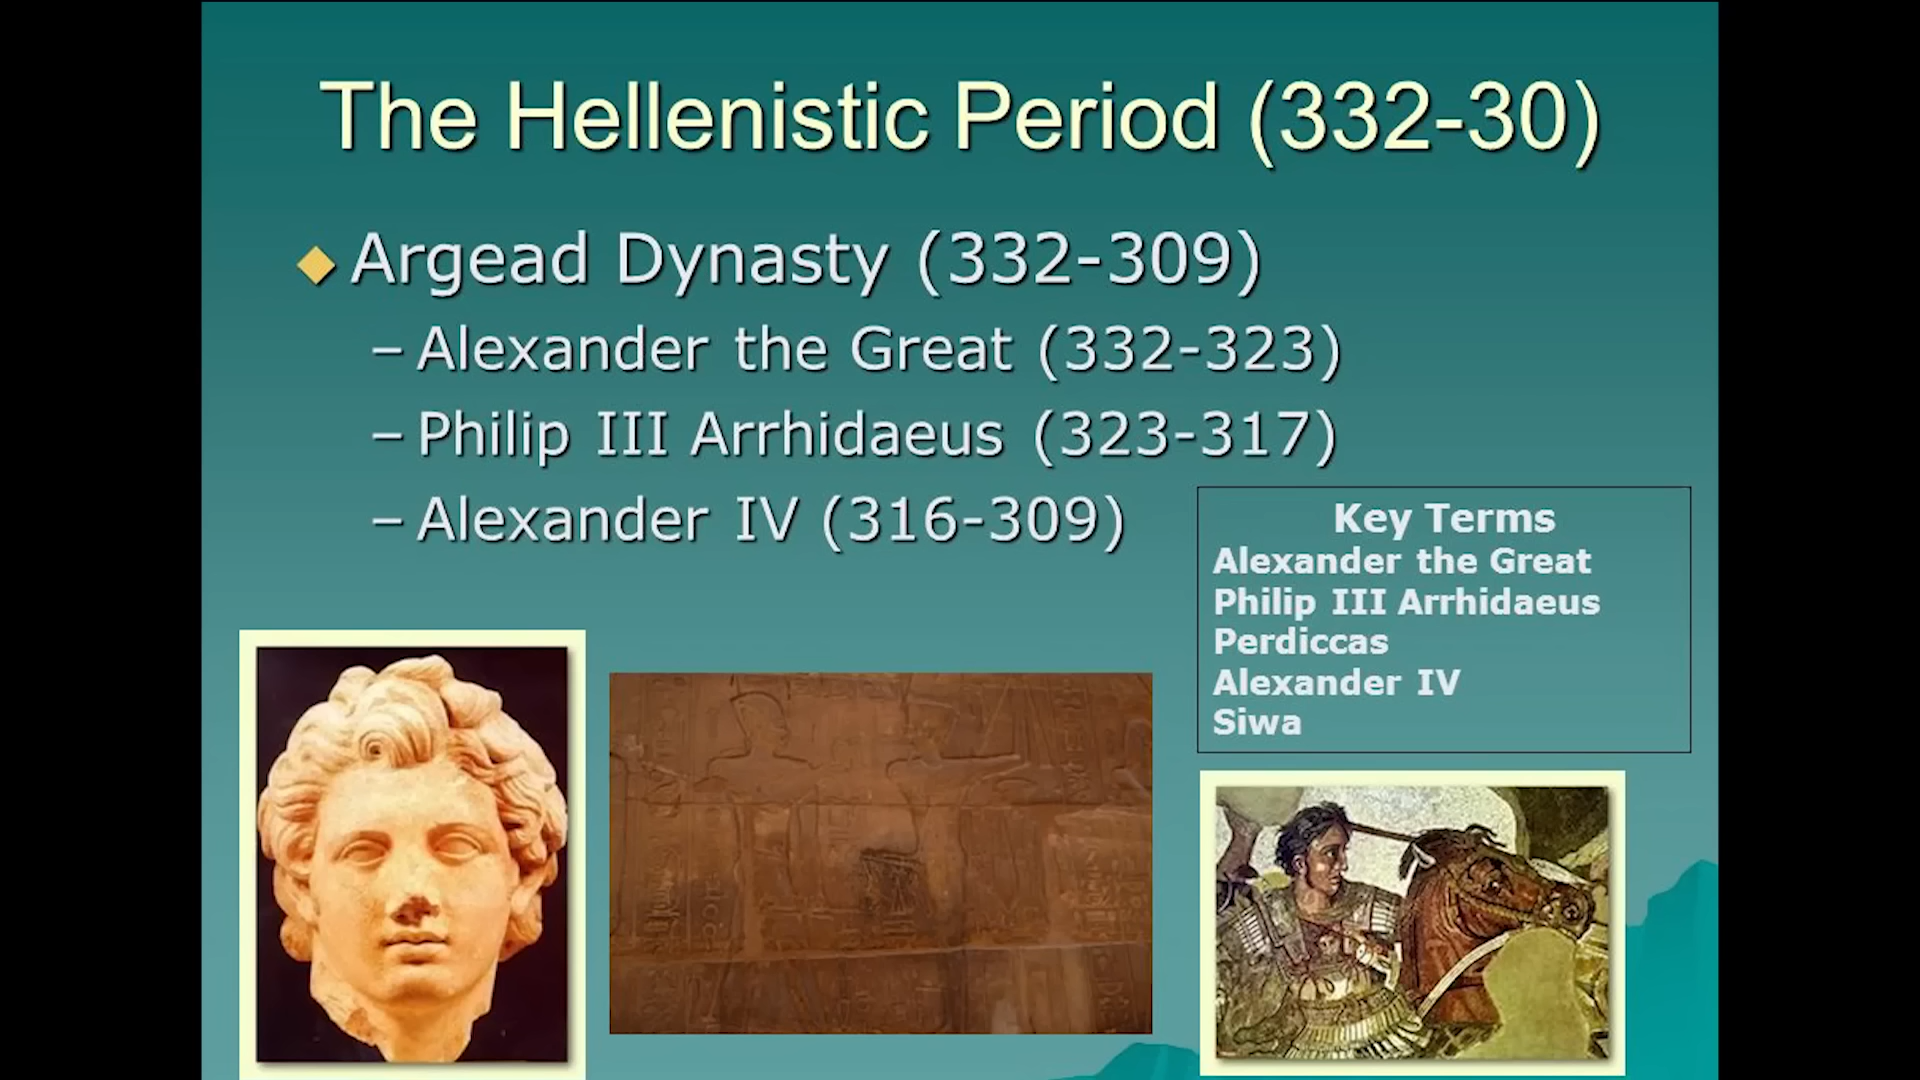 The Hellenistic Period (332-30)
Argead Dynasty (332-309)
– Alexander the Great (332-323)
– Philip III Arrhidaeus (323-317)
– Alexander IV (316-309)
Key Terms
Alexander the Great
Philip III Arrhidaeus
Perdiccas
Alexander IV
Siwa